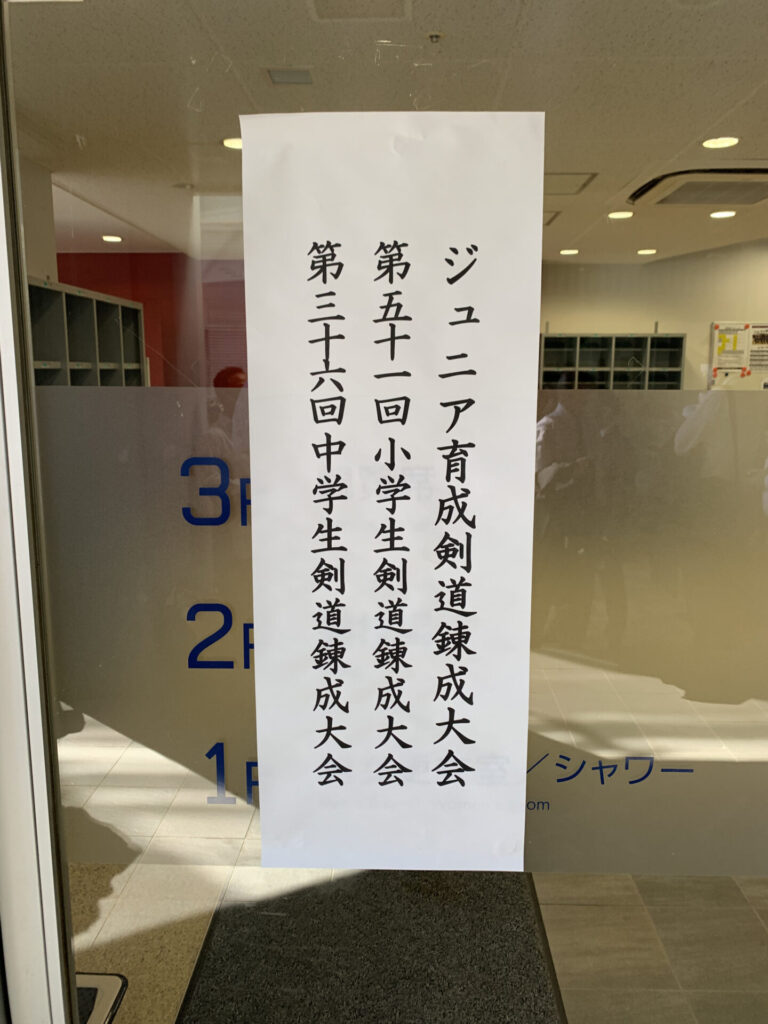 ジュニア育成剣道錬成大会
第五十一回小学生剣道錬成大会
第三十六回中学生剣道錬成大会
3F
2F
1F
室／シャワー